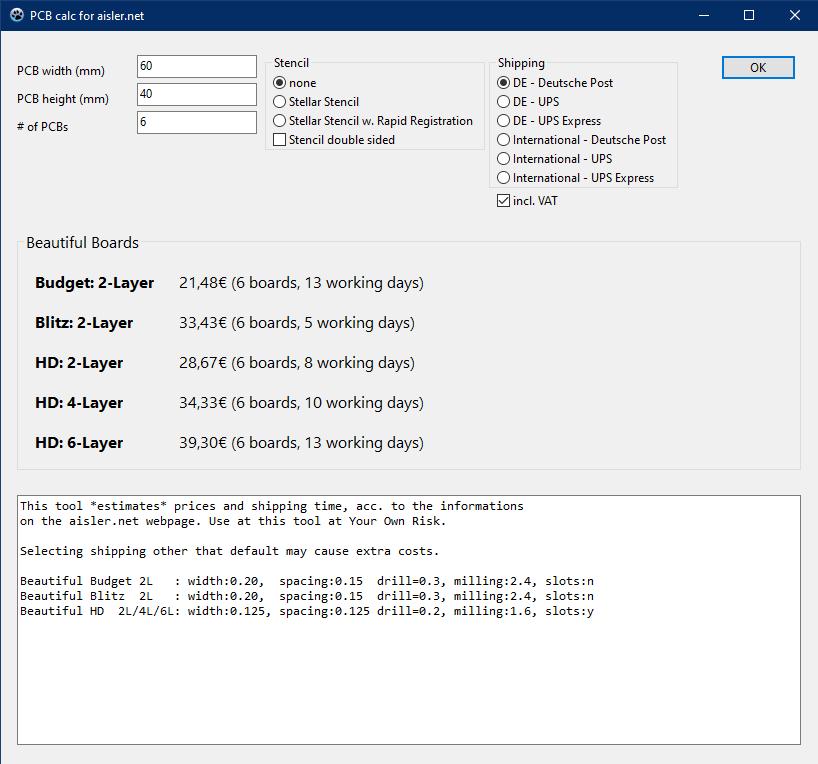 PCB calc for aisler.net
PCB width (mm) 60
PCB height (mm) 40
# of PCBs 6
Stencil
none
Stellar Stencil
Stellar Stencil w. Rapid Registration
Stencil double sided
Shipping
DE - Deutsche Post
DE - UPS
DE - UPS Express
International - Deutsche Post
International - UPS
International - UPS Express
incl. VAT
OK
Beautiful Boards
Budget: 2-Layer 21,48€ (6 boards, 13 working days)
Blitz: 2-Layer 33,43€ (6 boards, 5 working days)
HD: 2-Layer 28,67€ (6 boards, 8 working days)
HD: 4-Layer 34,33€ (6 boards, 10 working days)
HD: 6-Layer 39,30€ (6 boards, 13 working days)
This tool *estimates* prices and shipping time, acc. to the informations
on the aisler.net webpage. Use at this tool at Your Own Risk.
Selecting shipping other that default may cause extra costs.
Beautiful Budget 2L   : width:0.20,  spacing:0.15  drill=0.3, milling:2.4, slots:n
Beautiful Blitz  2L   : width:0.20,  spacing:0.15  drill=0.3, milling:2.4, slots:n
Beautiful HD  2L/4L/6L: width:0.125, spacing:0.125 drill=0.2, milling:1.6, slots:y